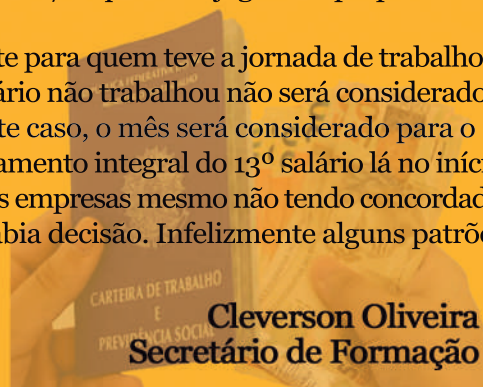 te para quem teve a jornada de trabalho
ário não trabalhou não será considerado
te caso, o mês será considerado para o
amento integral do 13º salário lá no iníc
s empresas mesmo não tendo concordad
bia decisão. Infelizmente alguns patrõ
CARTEIRA DE TRABALHO
E
PREVIDÊNCIA SOCIAL
Cleverson Oliveira
Secretário de Formação